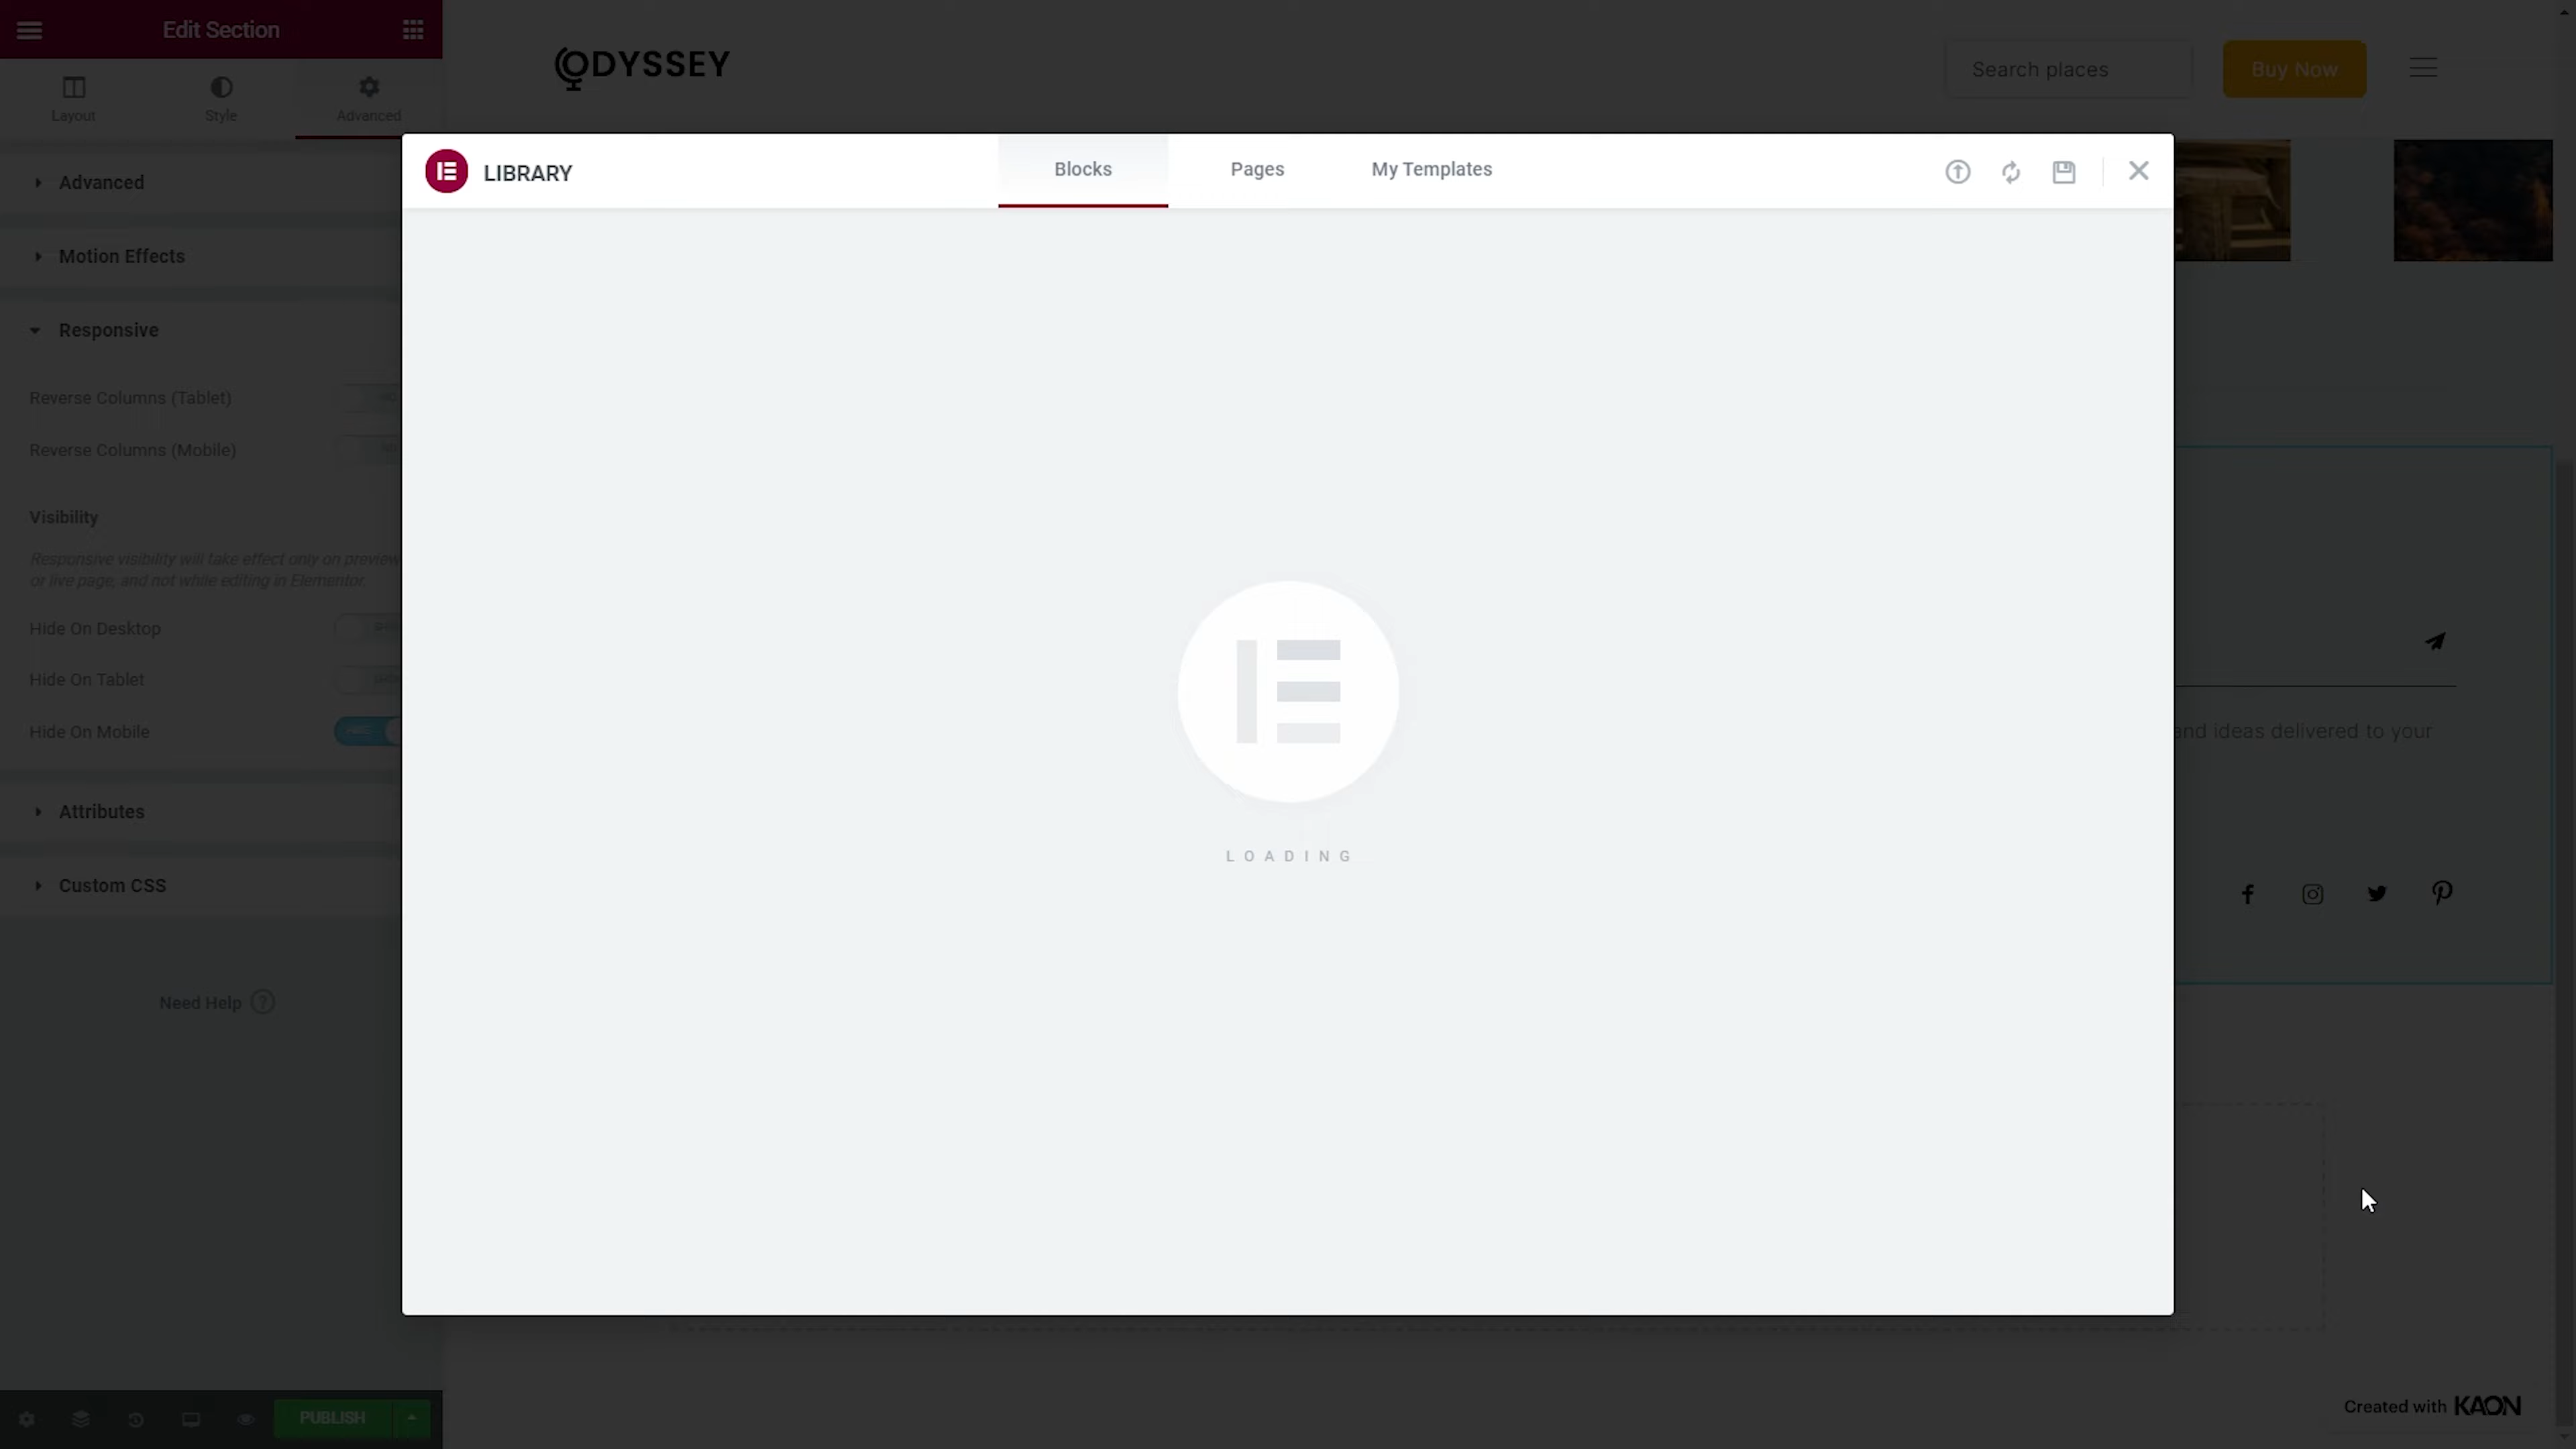 Edit Section
Layout
Style
Advanced
Advanced
Motion Effects
Responsive
Reverse Columns (Tablet)
Reverse Columns (Mobile)
Visibility
Responsive visibility will take effect only on preview
or live page, and not while editing in Elementor.
Hide On Desktop
Hide On Tablet
Hide On Mobile
HIDE
Attributes
Custom CSS
Need Help
PUBLISH
ODYSSEY
Search places
Buy Now
LIBRARY
Blocks
Pages
My Templates
LOADING
and ideas delivered to your
Created with KAON